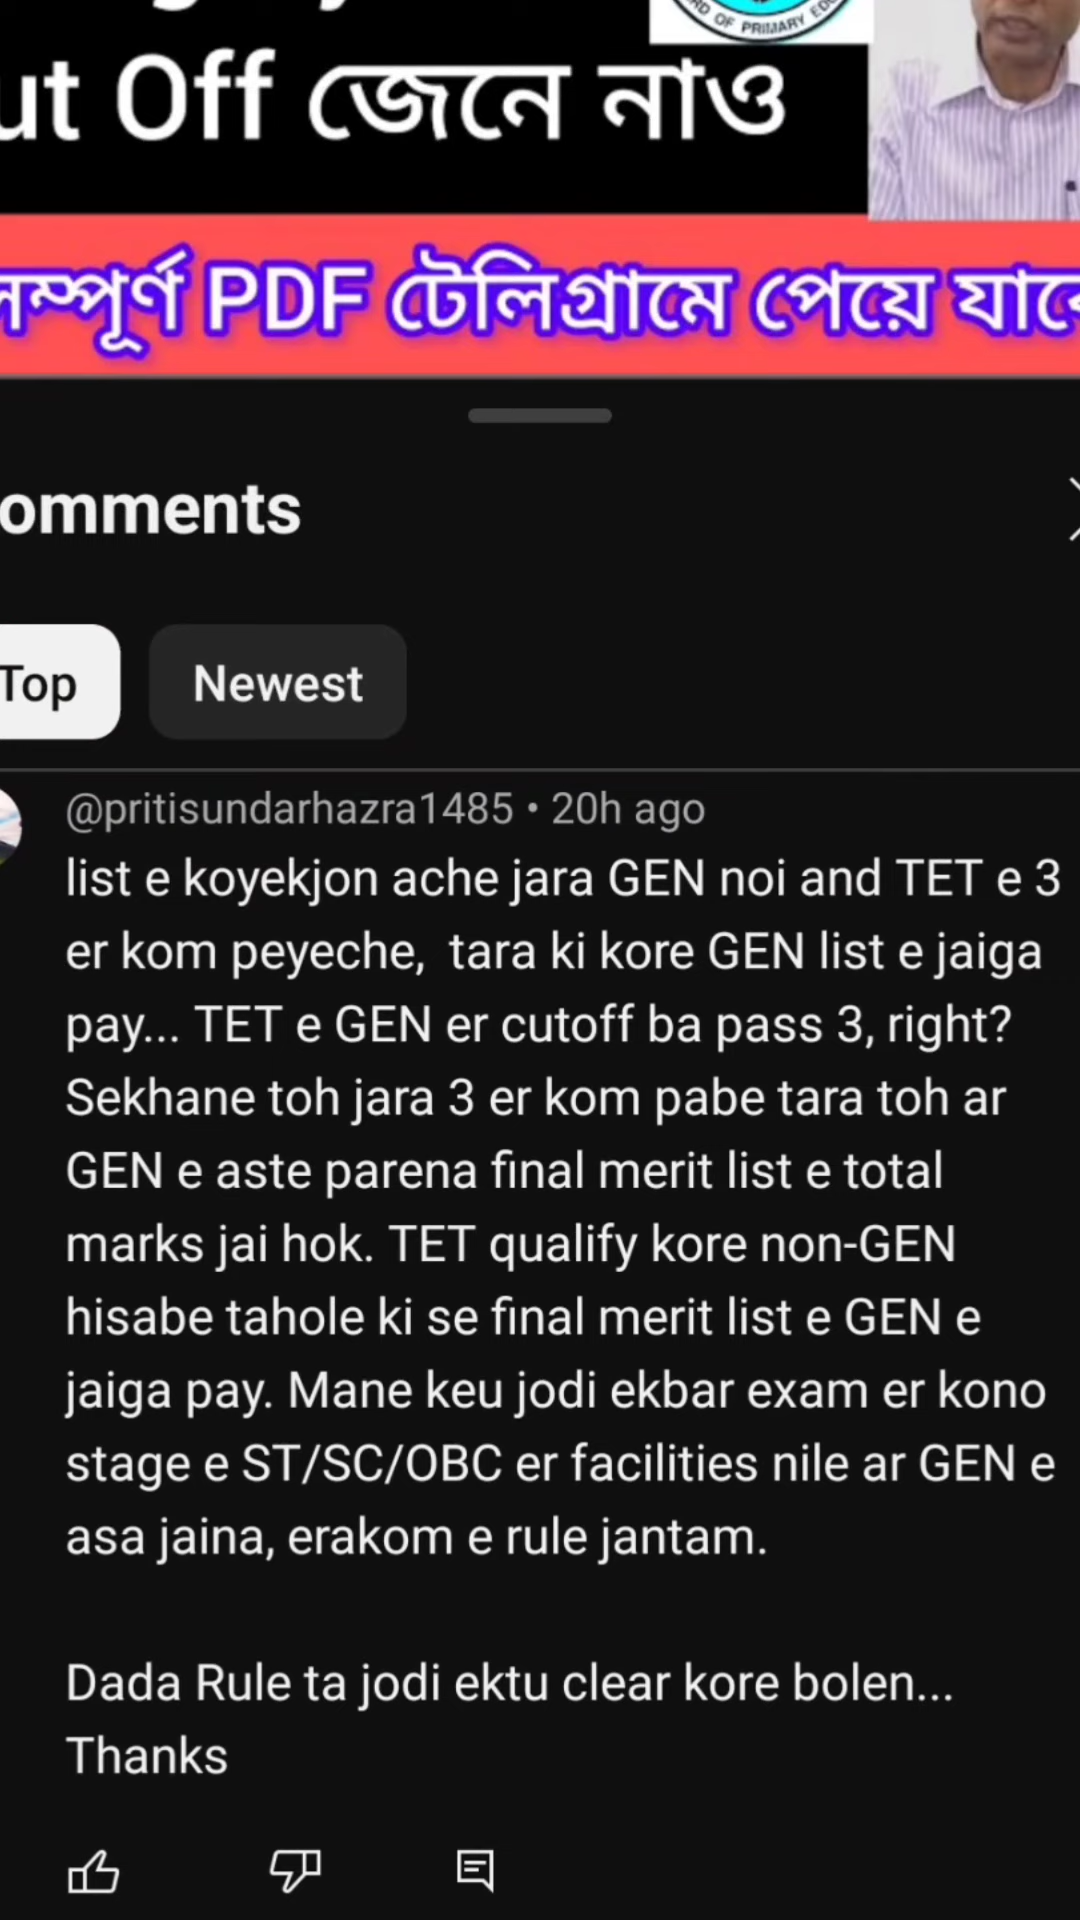 Off জেনে নাও
OF PRIMARY
সম্পূর্ণ PDF টেলিগ্রামে পেয়ে
omments
Top
Newest
@pritisundarhazra1485 • 20h ago
list e koyekjon ache jara GEN noi and TET e 3
er kom peyeche, tara ki kore GEN list e jaiga
pay... TET e GEN er cutoff ba pass 3, right?
Sekhane toh jara 3 er kom pabe tara toh ar
GEN e aste parena final merit list e total
marks jai hok. TET qualify kore non-GEN
hisabe tahole ki se final merit list e GEN e
jaiga pay. Mane keu jodi ekbar exam er kono
stage e ST/SC/OBC er facilities nile ar GEN e
asa jaina, erakom e rule jantam.
Dada Rule ta jodi ektu clear kore bolen...
Thanks